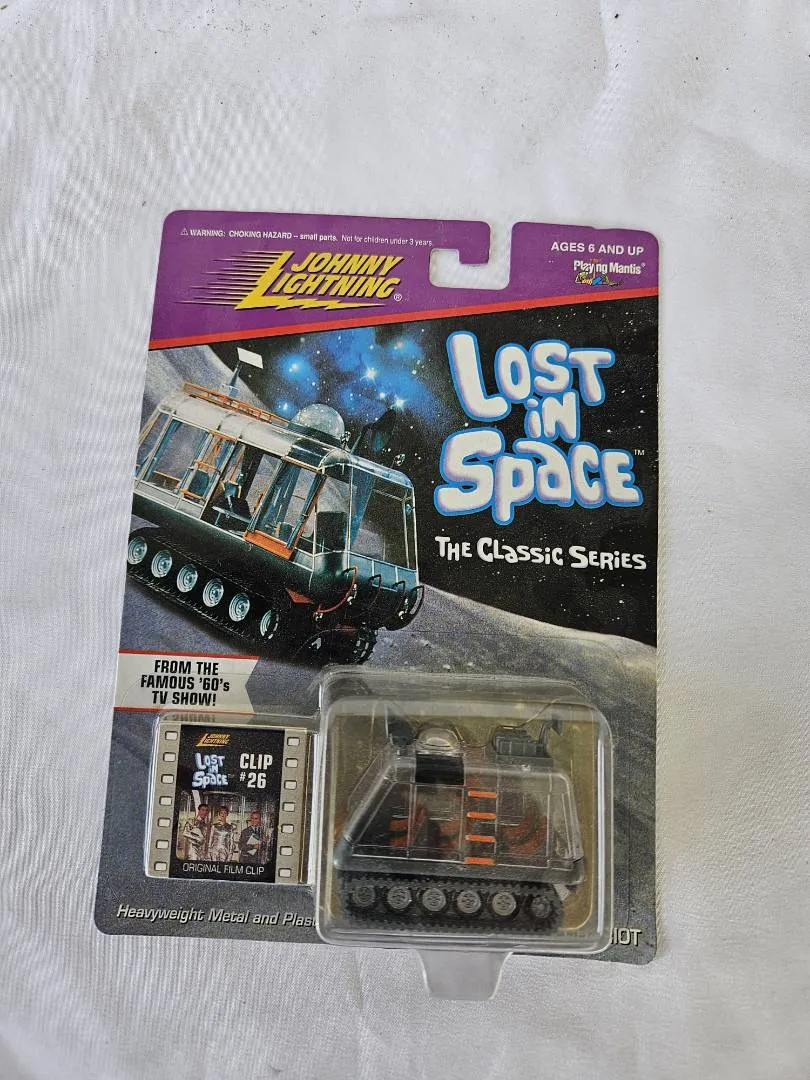 ⚠ WARNING: CHOKING HAZARD -- small parts. Not for children under 3 years.
AGES 6 AND UP
Playing Mantis®
JOHNNY
LIGHTNING®
LOST
iN
SPaCE™
THE CLaSSiC SERiES
FROM THE
FAMOUS '60's
TV SHOW!
JOHNNY
LIGHTNING
LOST
iN
SPaCE
CLIP
#26
ORIGINAL FILM CLIP
Heavyweight Metal and Plas
IOT